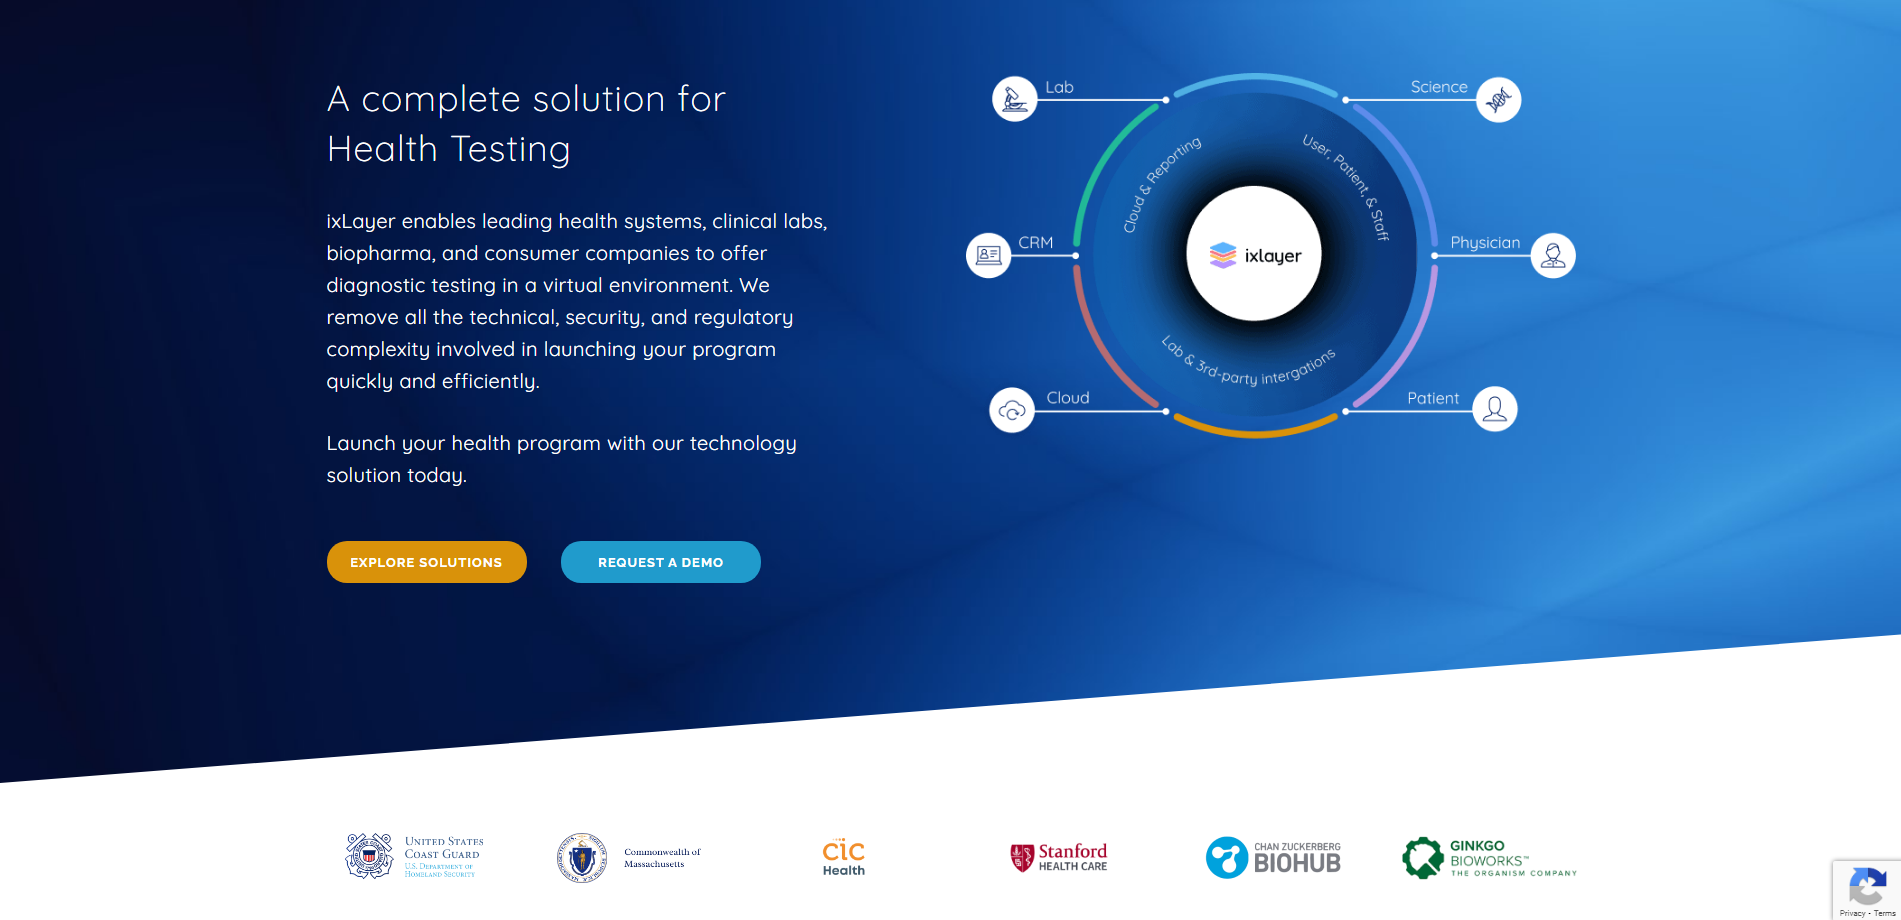 A complete solution for
Health Testing
ixLayer enables leading health systems, clinical labs,
biopharma, and consumer companies to offer
diagnostic testing in a virtual environment. We
remove all the technical, security, and regulatory
complexity involved in launching your program
quickly and efficiently.
Launch your health program with our technology
solution today.
EXPLORE SOLUTIONS
REQUEST A DEMO
Lab
Science
Cloud & Reporting
User, Patient, & Staff
CRM
ixlayer
Physician
Lab & 3rd-party intergations
Cloud
Patient
UNITED STATES
COAST GUARD
U.S. DEPARTMENT OF
HOMELAND SECURITY
Commonwealth of
Massachusetts
cic
Health
Stanford
HEALTH CARE
CHAN ZUCKERBERG
BIOHUB
GINKGO
BIOWORKS™
THE ORGANISM COMPANY
Privacy - Terms